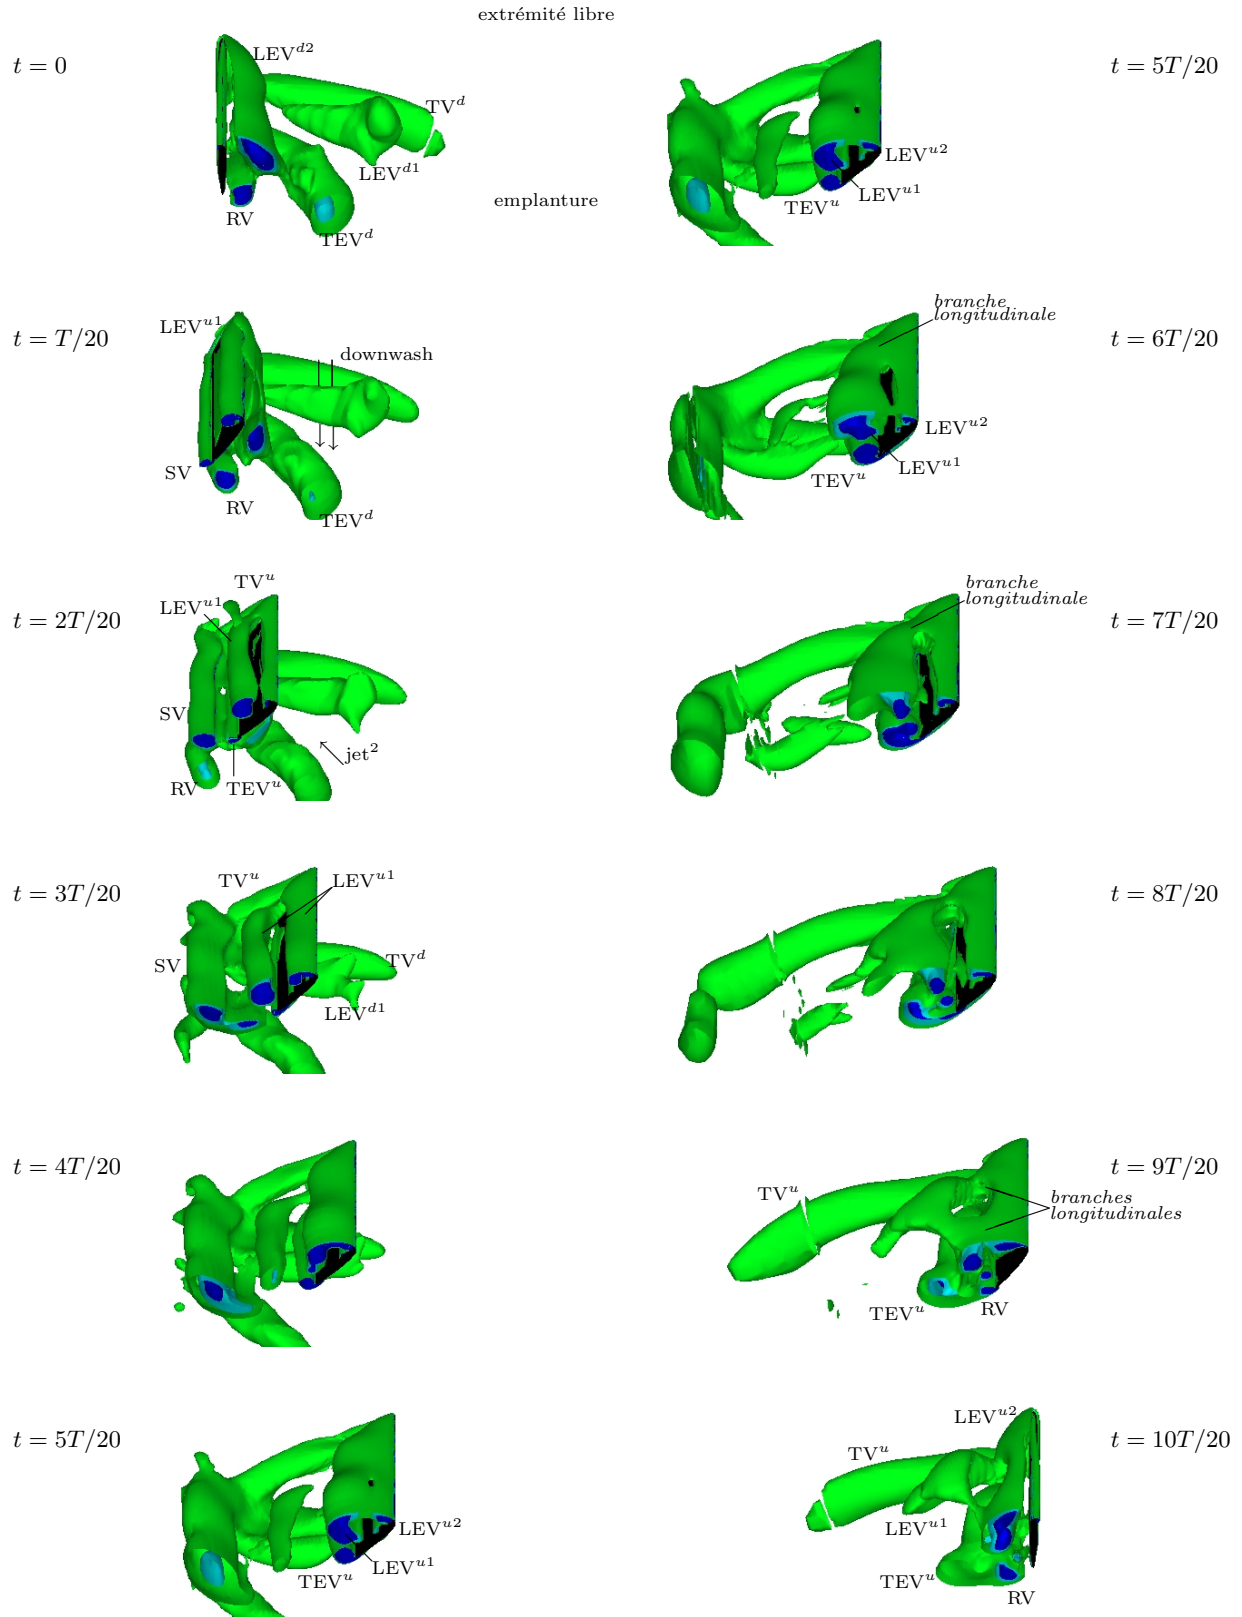 extrémité libre
t = 0
LEV^{d2}
TV^d
LEV^{d1}
RV
TEV^d
emplanture
t = T/20
LEV^{u1}
downwash
SV
RV
TEV^d
t = 2T/20
TV^u
LEV^{u1}
SV
jet^2
RV
TEV^u
t = 3T/20
TV^u
LEV^{u1}
SV
TV^d
LEV^{d1}
t = 4T/20
t = 5T/20
LEV^{u2}
LEV^{u1}
TEV^u
t = 5T/20
LEV^{u2}
LEV^{u1}
TEV^u
branche
longitudinale
t = 6T/20
LEV^{u2}
LEV^{u1}
TEV^u
branche
longitudinale
t = 7T/20
t = 8T/20
t = 9T/20
TV^u
branches
longitudinales
TEV^u
RV
LEV^{u2}
t = 10T/20
TV^u
LEV^{u1}
TEV^u
RV